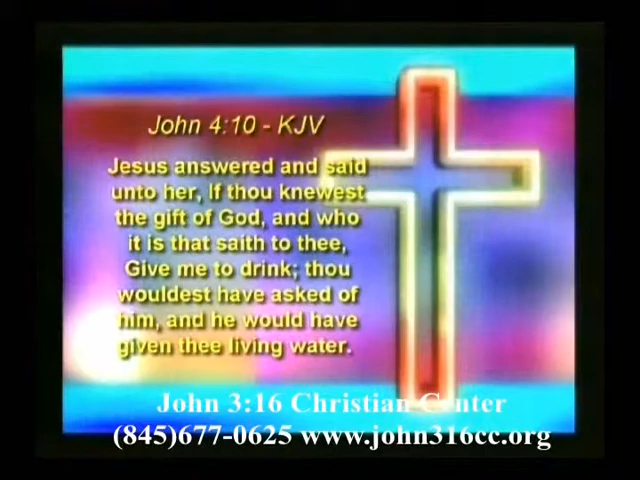 John 4:10 - KJV
Jesus answered and said
unto her, If thou knewest
the gift of God, and who
it is that saith to thee,
Give me to drink; thou
wouldest have asked of
him, and he would have
given thee living water.
John 3:16 Christian Center
(845)677-0625 www.john316cc.org